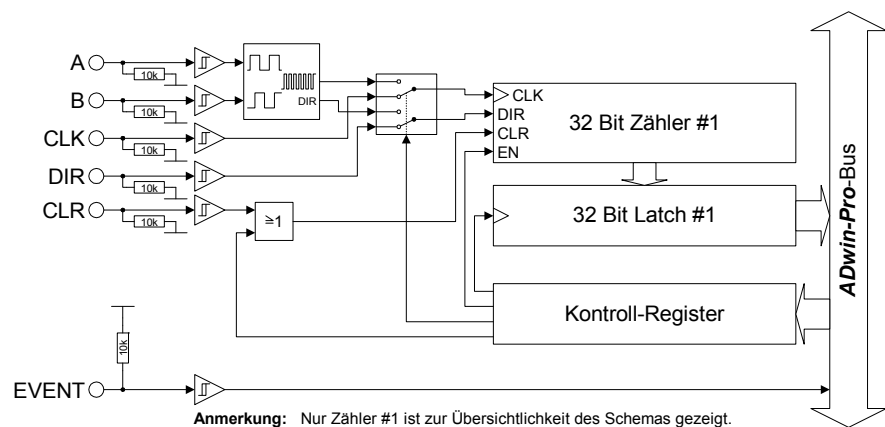 A
10k
B
10k
CLK
10k
DIR
10k
CLR
10k
DIR
≥1
CLK
DIR
CLR
EN
32 Bit Zähler #1
32 Bit Latch #1
Kontroll-Register
ADwin-Pro-Bus
10k
EVENT
Anmerkung: Nur Zähler #1 ist zur Übersichtlichkeit des Schemas gezeigt.